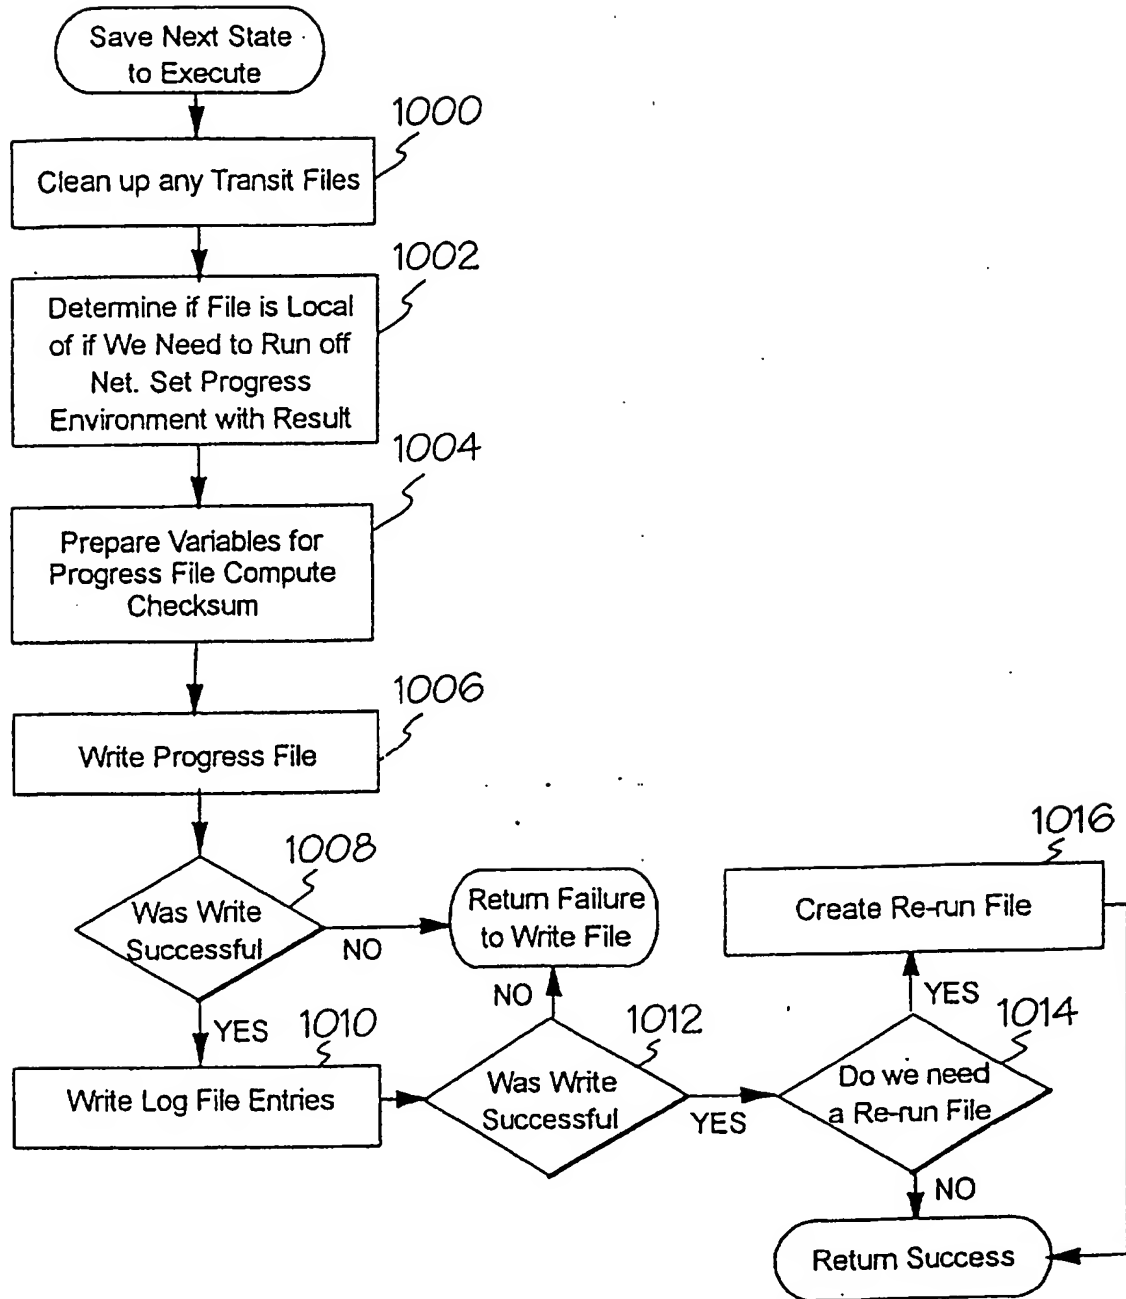 Save Next State
to Execute
1000
Clean up any Transit Files
1002
Determine if File is Local
of if We Need to Run off
Net. Set Progress
Environment with Result
1004
Prepare Variables for
Progress File Compute
Checksum
1006
Write Progress File
1008
Was Write
Successful
NO
Return Failure
to Write File
YES
1010
Write Log File Entries
NO
1012
Was Write
Successful
YES
1014
Do we need
a Re-run File
YES
1016
Create Re-run File
NO
Return Success